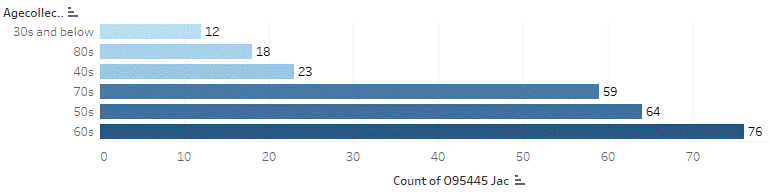 Agecollec..
30s and below 12
80s 18
40s 23
70s 59
50s 64
60s 76
0 10 20 30 40 50 60 70
Count of O95445 Jac